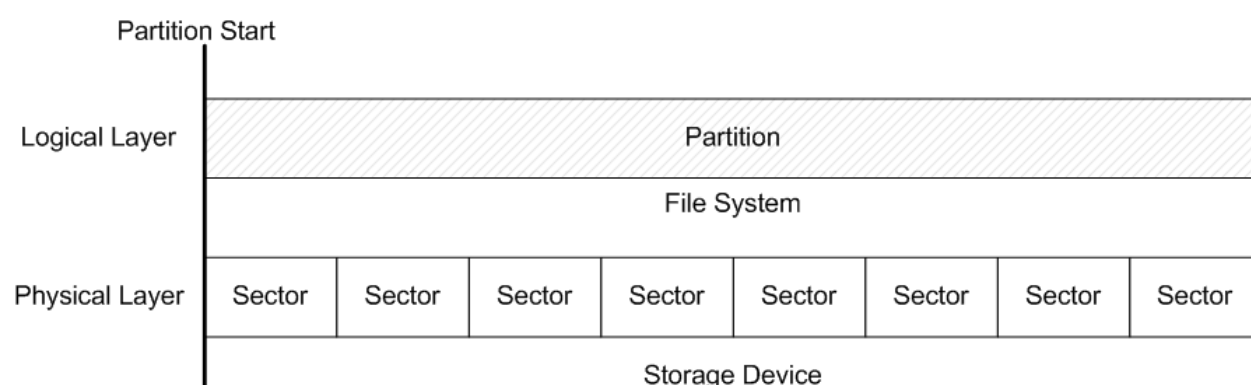 Partition Start
Logical Layer
Partition
File System
Physical Layer
Sector Sector Sector Sector Sector Sector Sector Sector
Storage Device